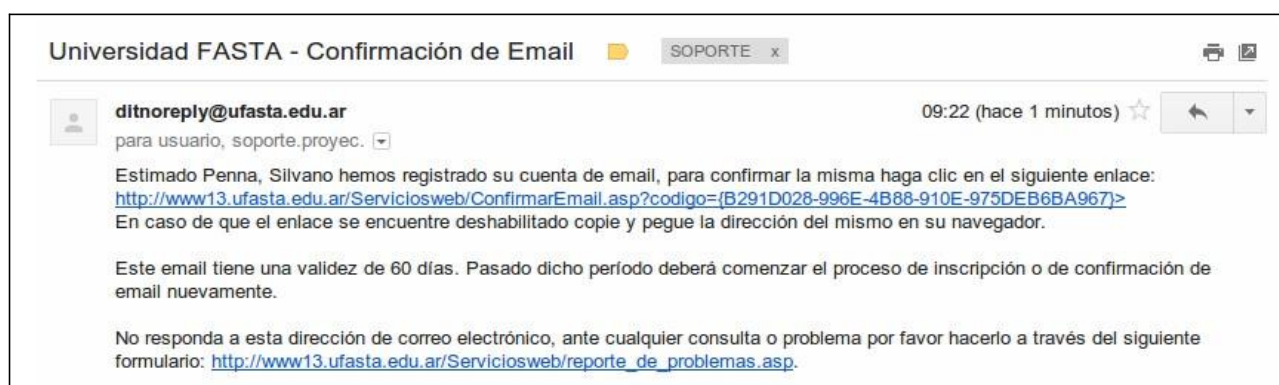 Universidad FASTA - Confirmación de Email SOPORTE x
ditnoreply@ufasta.edu.ar 09:22 (hace 1 minutos)
para usuario, soporte.proyec.
Estimado Penna, Silvano hemos registrado su cuenta de email, para confirmar la misma haga clic en el siguiente enlace:
http://www13.ufasta.edu.ar/Serviciosweb/ConfirmarEmail.asp?codigo={B291D028-996E-4B88-910E-975DEB6BA967}>
En caso de que el enlace se encuentre deshabilitado copie y pegue la dirección del mismo en su navegador.
Este email tiene una validez de 60 días. Pasado dicho período deberá comenzar el proceso de inscripción o de confirmación de
email nuevamente.
No responda a esta dirección de correo electrónico, ante cualquier consulta o problema por favor hacerlo a través del siguiente
formulario: http://www13.ufasta.edu.ar/Serviciosweb/reporte_de_problemas.asp.